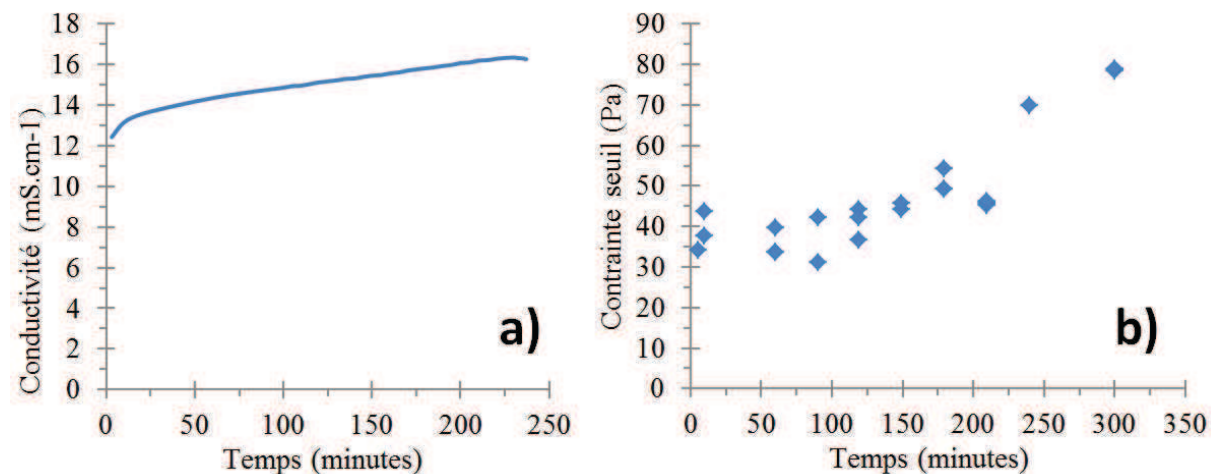 18
16
14
12
10
8
6
4
2
0
Conductivité (mS.cm-1)
0 50 100 150 200 250
Temps (minutes)
a)
90
80
70
60
50
40
30
20
10
0
Contrainte seuil (Pa)
0 50 100 150 200 250 300 350
Temps (minutes)
b)